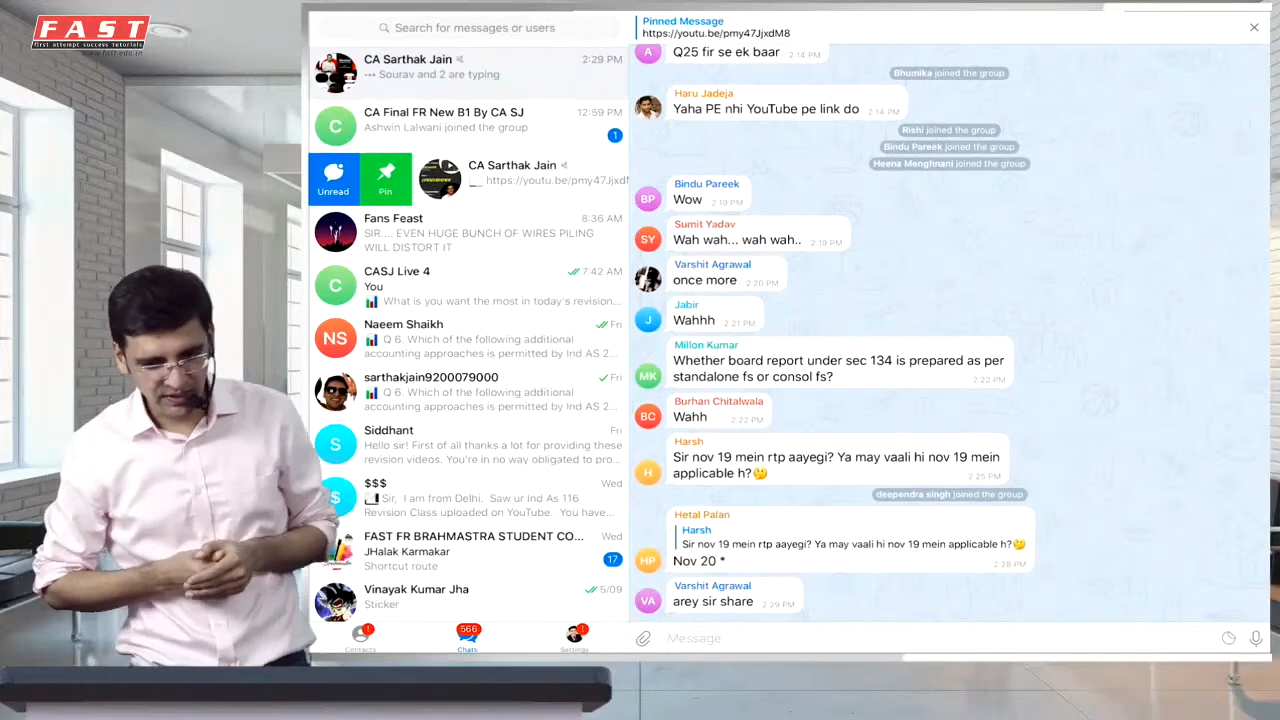 FAST
first attempt success tutorials
www.fast.edu.in
Search for messages or users
CA Sarthak Jain
2:29 PM
Sourav and 2 are typing
CA Final FR New B1 By CA SJ
12:59 PM
Ashwin Lalwani joined the group
1
Unread
Pin
CA Sarthak Jain
https://youtu.be/pmy47Jjxd
Fans Feast
8:36 AM
SIR.... EVEN HUGE BUNCH OF WIRES PILING
WILL DISTORT IT
C
CASJ Live 4
7:42 AM
You
What is you want the most in today's revision...
NS
Naeem Shaikh
Fri
Q 6. Which of the following additional
accounting approaches is permitted by Ind AS 2...
sarthakjain9200079000
Fri
Q 6. Which of the following additional
accounting approaches is permitted by Ind AS 2...
S
Siddhant
Fri
Hello sir! First of all thanks a lot for providing these
revision videos. You're in no way obligated to pro...
$
$$$
Wed
Sir, I am from Delhi. Saw ur Ind As 116
Revision Class uploaded on YouTube. You have...
FAST FR BRAHMASTRA STUDENT CO...
Wed
JHalak Karmakar
Shortcut route
17
Vinayak Kumar Jha
5/09
Sticker
Contacts
!
566
Chats
!
Settings
Pinned Message
https://youtu.be/pmy47JjxdM8
A
Q25 fir se ek baar
2:14 PM
Bhumika joined the group
Haru Jadeja
Yaha PE nhi YouTube pe link do
2:14 PM
Rishi joined the group
Bindu Pareek joined the group
Heena Menghnani joined the group
Bindu Pareek
BP
Wow
2:19 PM
Sumit Yadav
SY
Wah wah... wah wah..
2:19 PM
Varshit Agrawal
once more
2:20 PM
Jabir
J
Wahhh
2:21 PM
Millon Kumar
Whether board report under sec 134 is prepared as per
MK
standalone fs or consol fs?
2:22 PM
Burhan Chitalwala
BC
Wahh
2:22 PM
Harsh
Sir nov 19 mein rtp aayegi? Ya may vaali hi nov 19 mein
H
applicable h?🤔
2:25 PM
deependra singh joined the group
Hetal Palan
Harsh
Sir nov 19 mein rtp aayegi? Ya may vaali hi nov 19 mein applicable h?🤔
HP
Nov 20 *
2:28 PM
Varshit Agrawal
VA
arey sir share
2:29 PM
Message